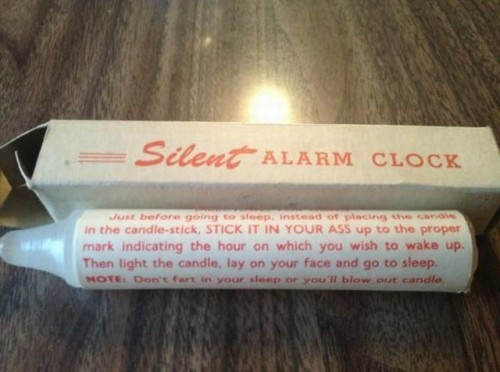 Silent ALARM CLOCK
Just before going to sleep, instead of placing the candle
in the candle-stick, STICK IT IN YOUR ASS up to the proper
mark indicating the hour on which you wish to wake up.
Then light the candle, lay on your face and go to sleep.
NOTE: Don't fart in your sleep or you'll blow out candle.